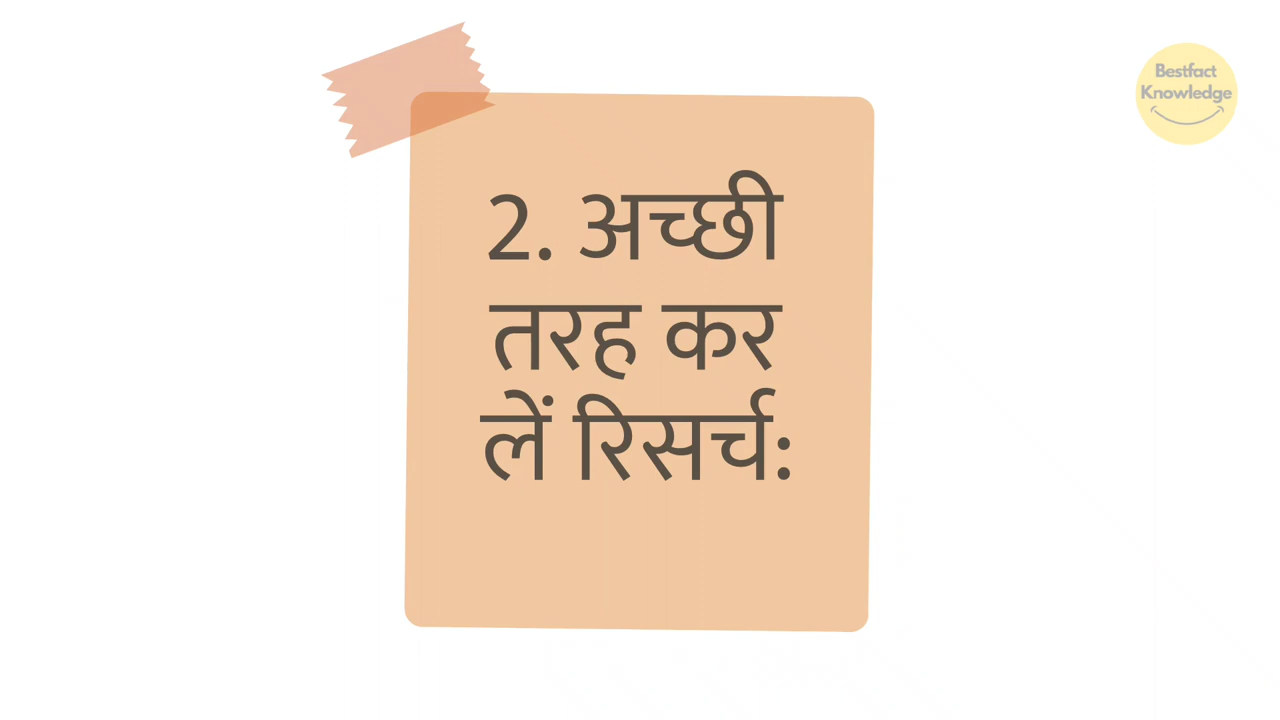 Bestfact
Knowledge
2. अच्छी
तरह कर
लें रिसर्च: